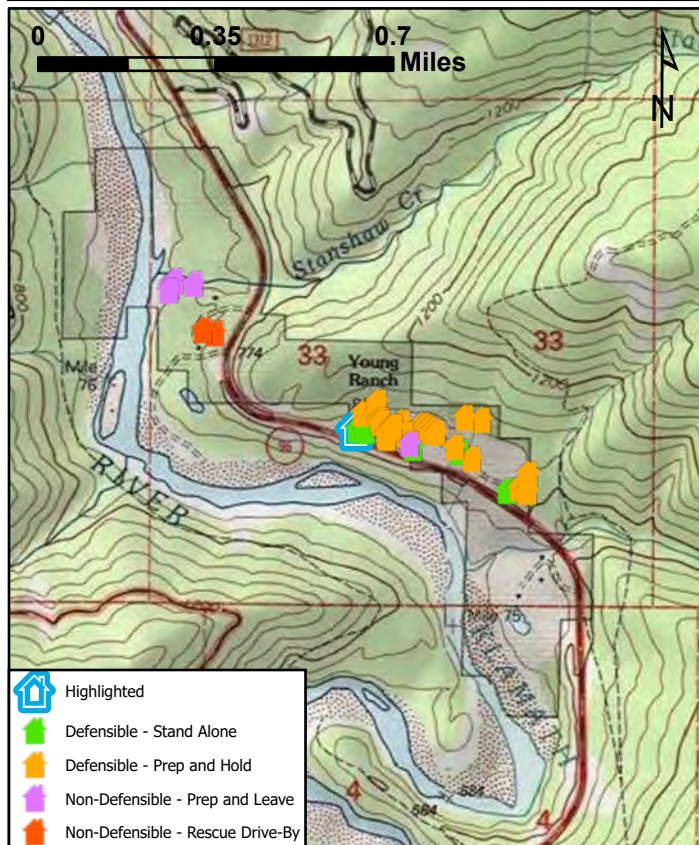 0 0.35 0.7
Miles
1312
N
1200
Stanshaw Cr
800
1200
774
33
33
Young
Ranch
1200
Mile
76
96
RIVER
KLAMATH
4
584
584
4
Highlighted
Defensible - Stand Alone
Defensible - Prep and Hold
Non-Defensible - Prep and Leave
Non-Defensible - Rescue Drive-By